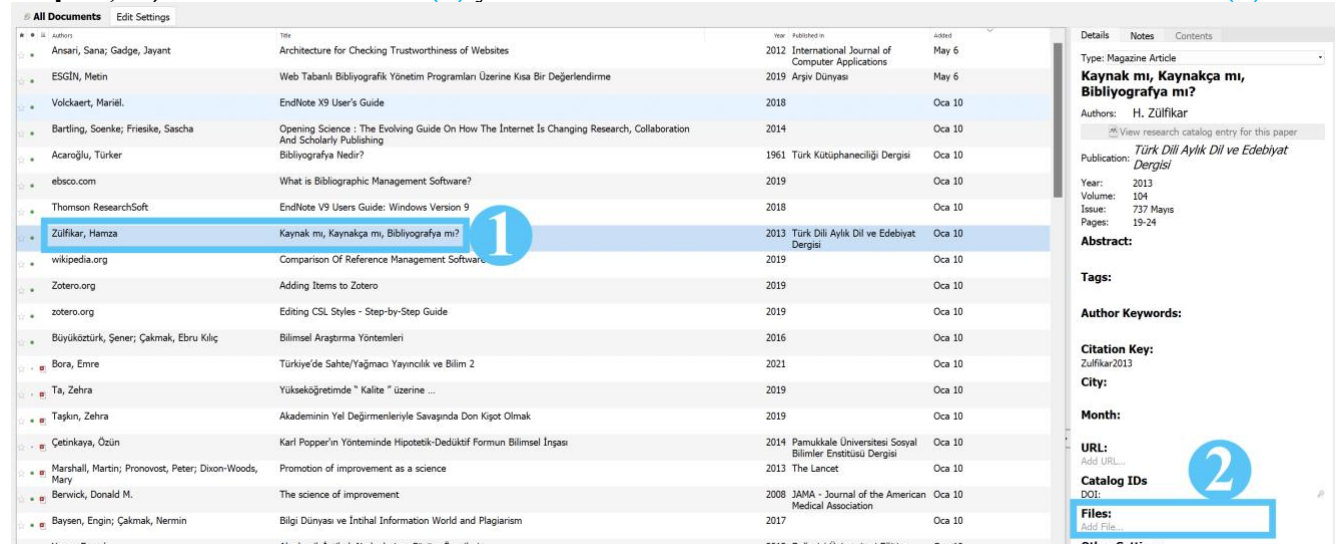 All Documents Edit Settings
Authors Title Year Published In Added
Ansari, Sana; Gadge, Jayant Architecture for Checking Trustworthiness of Websites 2012 International Journal of May 6
Computer Applications
ESGİN, Metin Web Tabanlı Bibliyografik Yönetim Programları Üzerine Kısa Bir Değerlendirme 2019 Arşiv Dünyası May 6
Volckaert, Mariël. EndNote X9 User's Guide 2018 Oca 10
Bartling, Soenke; Friesike, Sascha Opening Science : The Evolving Guide On How The İnternet İs Changing Research, Collaboration 2014 Oca 10
And Scholarly Publishing
Acaroğlu, Türker Bibliyografya Nedir? 1961 Türk Kütüphaneciliği Dergisi Oca 10
ebsco.com What is Bibliographic Management Software? 2019 Oca 10
Thomson ResearchSoft EndNote V9 Users Guide: Windows Version 9 2018 Oca 10
Zülfikar, Hamza Kaynak mı, Kaynakça mı, Bibliyografya mı? 1 2013 Türk Dili Aylık Dil ve Edebiyat Oca 10
Dergisi
wikipedia.org Comparison Of Reference Management Software 2019 Oca 10
Zotero.org Adding Items to Zotero 2019 Oca 10
zotero.org Editing CSL Styles - Step-by-Step Guide 2019 Oca 10
Büyüköztürk, Şener; Çakmak, Ebru Kılıç Bilimsel Araştırma Yöntemleri 2016 Oca 10
Bora, Emre Türkiye'de Sahte/Yağmacı Yayıncılık ve Bilim 2 2021 Oca 10
Ta, Zehra Yükseköğretimde " Kalite " üzerine ... 2019 Oca 10
Taşkın, Zehra Akademinin Yel Değirmenleriyle Savaşında Don Kişot Olmak 2019 Oca 10
Çetinkaya, Özün Karl Popper'ın Yönteminde Hipotetik-Dedüktif Formun Bilimsel İnşası 2014 Pamukkale Üniversitesi Sosyal Oca 10
Bilimler Enstitüsü Dergisi
Marshall, Martin; Pronovost, Peter; Dixon-Woods, Promotion of improvement as a science 2013 The Lancet Oca 10
Mary
Berwick, Donald M. The science of improvement 2008 JAMA - Journal of the American Oca 10
Medical Association
Baysen, Engin; Çakmak, Nermin Bilgi Dünyası ve İntihal Information World and Plagiarism 2017 Oca 10
Details Notes Contents
Type: Magazine Article
Kaynak mı, Kaynakça mı,
Bibliyografya mı?
Authors: H. Zülfikar
View research catalog entry for this paper
Publication: Türk Dili Aylık Dil ve Edebiyat
Dergisi
Year: 2013
Volume: 104
Issue: 737 Mayıs
Pages: 19-24
Abstract:
Tags:
Author Keywords:
Citation Key:
Zulfikar2013
City:
Month:
URL:
Add URL...
2
Catalog IDs
DOI:
Files:
Add File...